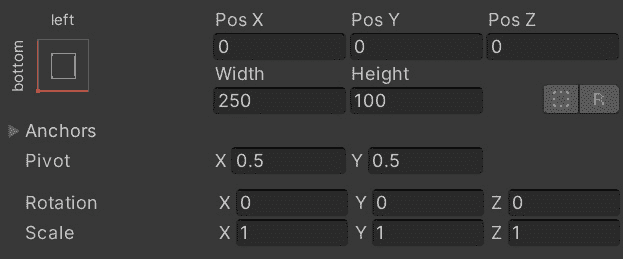 left
bottom
Pos X Pos Y Pos Z
0 0 0
Width Height
250 100
R
Anchors
Pivot X 0.5 Y 0.5
Rotation X 0 Y 0 Z 0
Scale X 1 Y 1 Z 1